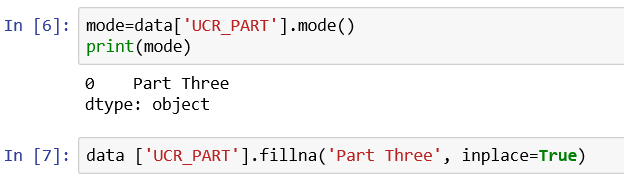 In [6]: mode=data['UCR_PART'].mode()
print(mode)
0    Part Three
dtype: object
In [7]: data ['UCR_PART'].fillna('Part Three', inplace=True)